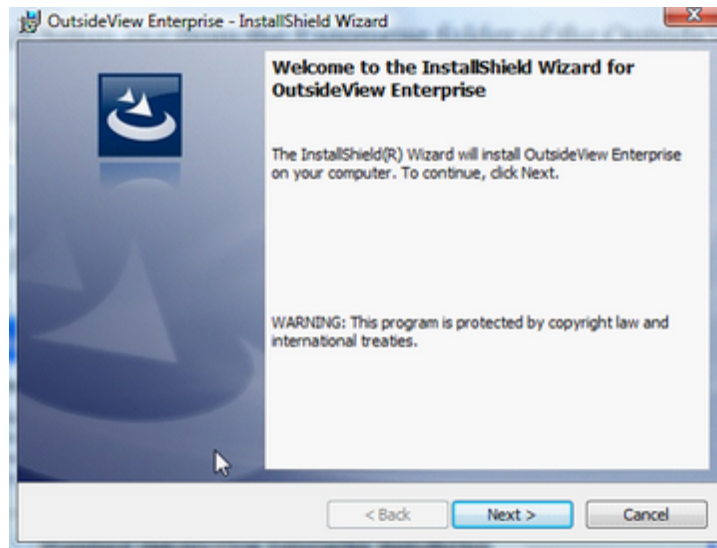 OutsideView Enterprise - InstallShield Wizard
Welcome to the InstallShield Wizard for
OutsideView Enterprise
The InstallShield(R) Wizard will install OutsideView Enterprise
on your computer. To continue, click Next.
WARNING: This program is protected by copyright law and
international treaties.
< Back
Next >
Cancel